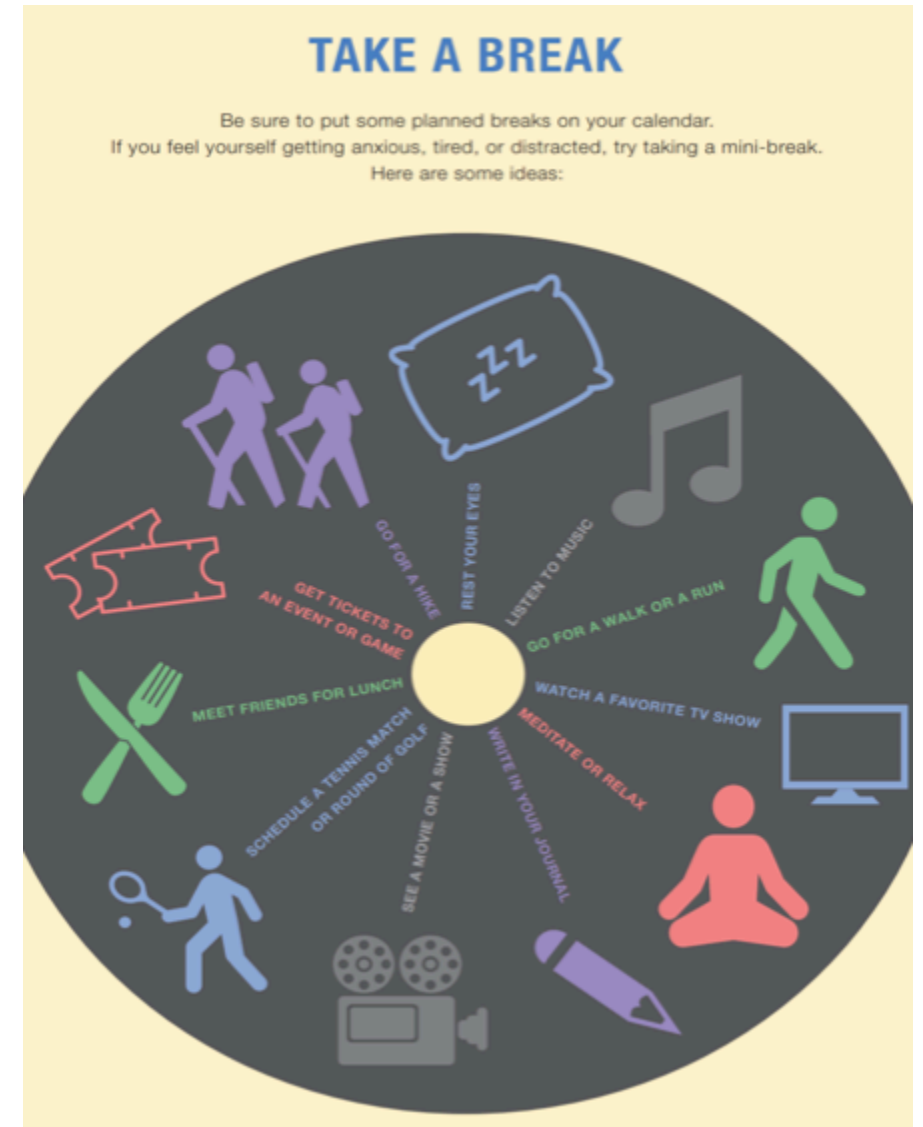 TAKE A BREAK
Be sure to put some planned breaks on your calendar.
If you feel yourself getting anxious, tired, or distracted, try taking a mini-break.
Here are some ideas:
zzz
REST YOUR EYES
LISTEN TO MUSIC
GO FOR A WALK OR A RUN
WATCH A FAVORITE TV SHOW
MEDITATE OR RELAX
WRITE IN YOUR JOURNAL
SEE A MOVIE OR A SHOW
SCHEDULE A TENNIS MATCH
OR ROUND OF GOLF
MEET FRIENDS FOR LUNCH
GET TICKETS TO
AN EVENT OR GAME
GO FOR A HIKE